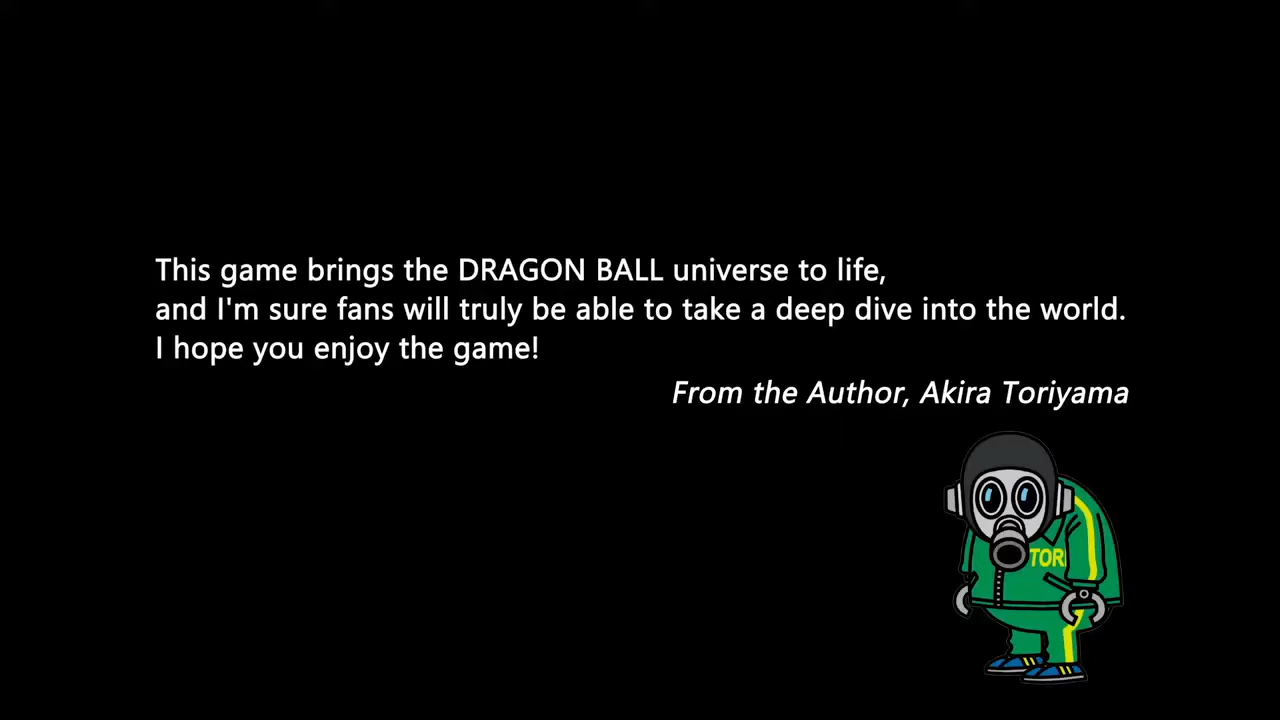 This game brings the DRAGON BALL universe to life,
and I'm sure fans will truly be able to take a deep dive into the world.
I hope you enjoy the game!
From the Author, Akira Toriyama
TORI